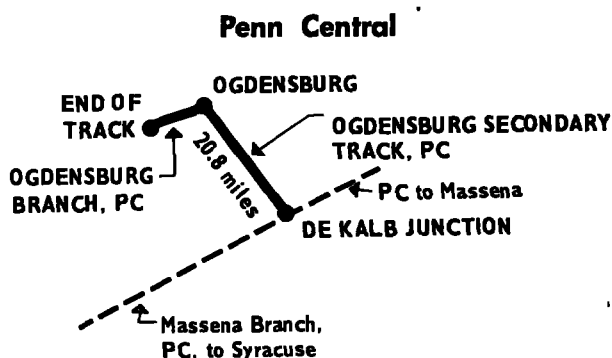 Penn Central
OGDENSBURG
END OF
TRACK
OGDENSBURG SECONDARY
TRACK, PC
20.8 miles
OGDENSBURG
BRANCH, PC
PC to Massena
DE KALB JUNCTION
Massena Branch,
PC, to Syracuse